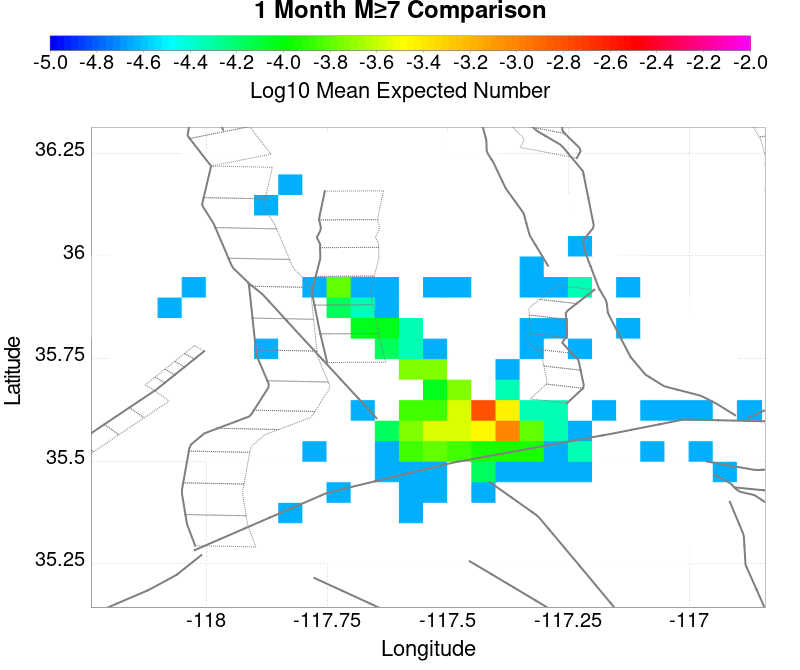 1 Month M≥7 Comparison
-5.0 -4.8 -4.6 -4.4 -4.2 -4.0 -3.8 -3.6 -3.4 -3.2 -3.0 -2.8 -2.6 -2.4 -2.2 -2.0
Log10 Mean Expected Number
36.25
36
35.75
35.5
35.25
Latitude
-118 -117.75 -117.5 -117.25 -117
Longitude